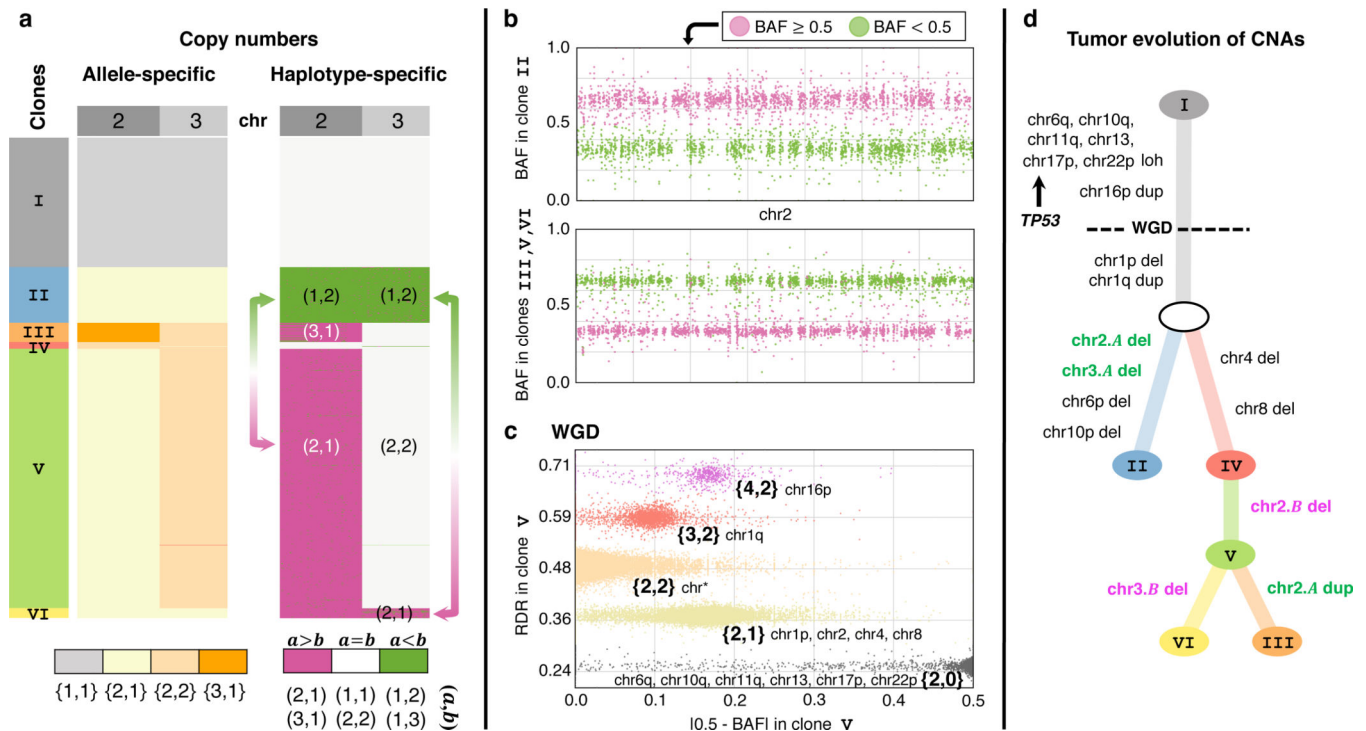 a
Copy numbers
Allele-specific
Haplotype-specific
Clones
2
3
chr
2
3
I
II
III
IV
V
VI
(1,2)
(1,2)
(3,1)
(2,1)
(2,2)
(2,1)
{1,1} {2,1} {2,2} {3,1}
a>b a=b a<b
(2,1) (1,1) (1,2)
(3,1) (2,2) (1,3)
(a,b)
b
BAF ≥ 0.5
BAF < 0.5
BAF in clone II
1.0
0.5
0.0
chr2
BAF in clones III,V,VI
1.0
0.5
0.0
c
WGD
RDR in clone V
0.71
0.59
0.48
0.36
0.24
{4,2} chr16p
{3,2} chr1q
{2,2} chr*
{2,1} chr1p, chr2, chr4, chr8
chr6q, chr10q, chr11q, chr13, chr17p, chr22p {2,0}
0.0 0.1 0.2 0.3 0.4 0.5
|0.5 - BAF| in clone V
d
Tumor evolution of CNAs
I
chr6q, chr10q,
chr11q, chr13,
chr17p, chr22p loh
chr16p dup
TP53
WGD
chr1p del
chr1q dup
chr2.A del
chr3.A del
chr6p del
chr10p del
chr4 del
chr8 del
II
IV
chr2.B del
V
chr3.B del
chr2.A dup
VI
III